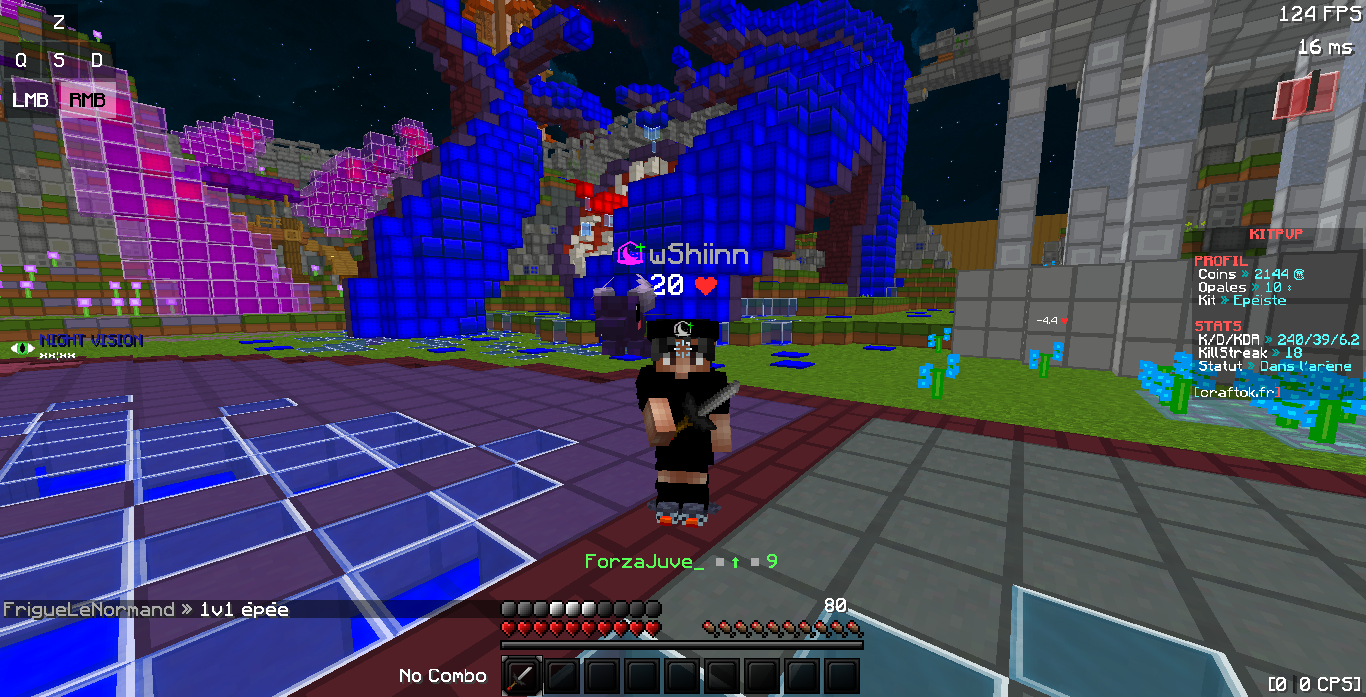 Z
124 FPS
Q S D
16 ms
LMB RMB
wShiinn
20
KITPVP
PROFIL
Coins » 2144
Opales » 10
Kit » Epéiste
-4.4
STATS
K/D/KDA » 240/39/6.2
KillStreak » 18
Statut » Dans l'arène
[craftok.fr]
NIGHT VISION
**:**
ForzaJuve_ ↑ 9
FrigueLeNormand » 1v1 épée
80
No Combo
[0 | 0 CPS]